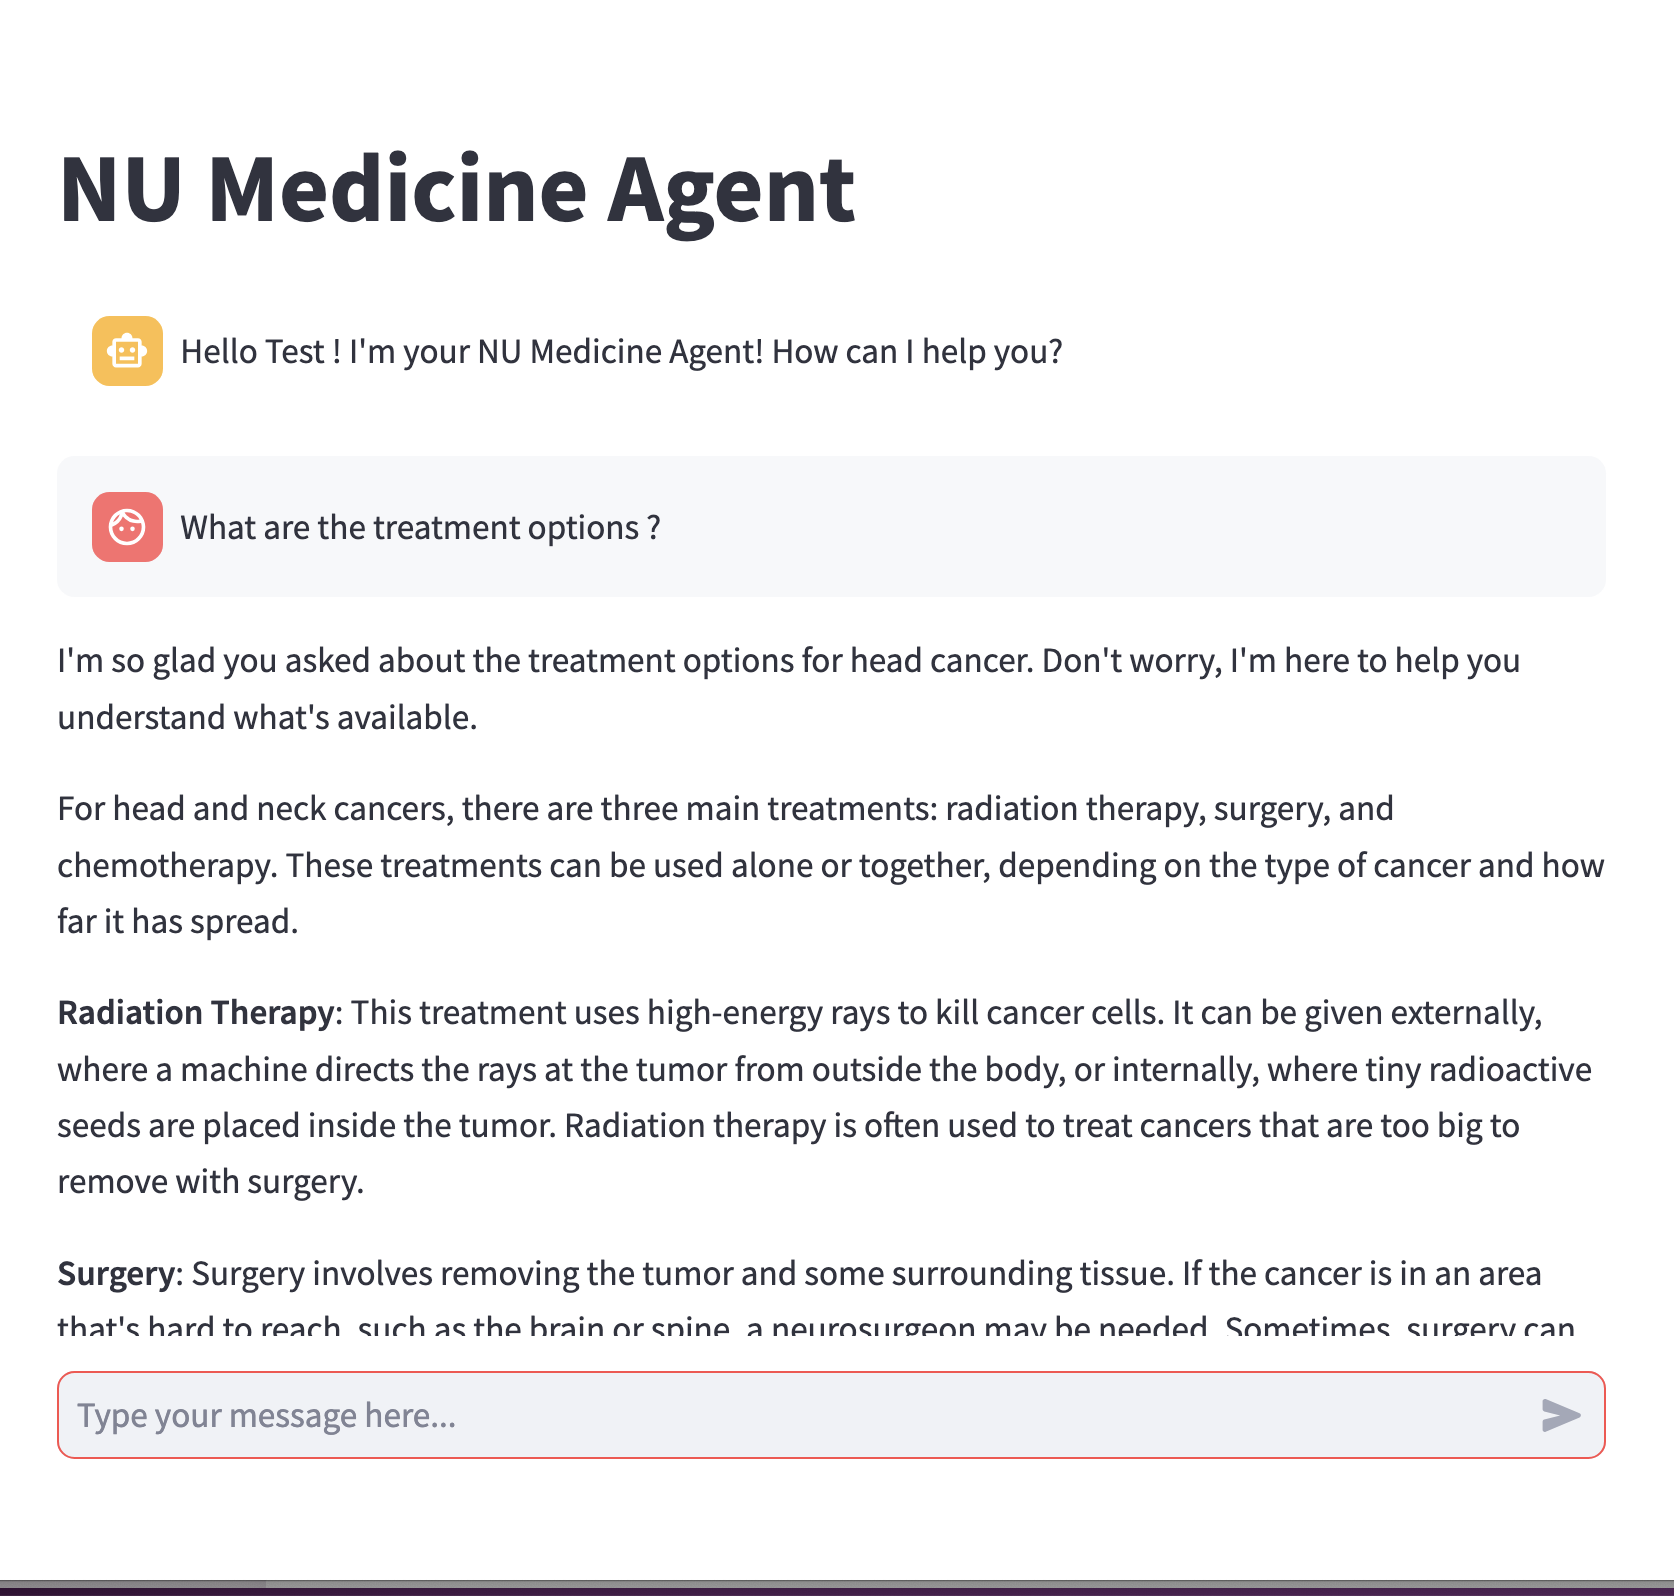 NU Medicine Agent
Hello Test ! I'm your NU Medicine Agent! How can I help you?
What are the treatment options ?
I'm so glad you asked about the treatment options for head cancer. Don't worry, I'm here to help you
understand what's available.
For head and neck cancers, there are three main treatments: radiation therapy, surgery, and
chemotherapy. These treatments can be used alone or together, depending on the type of cancer and how
far it has spread.
Radiation Therapy: This treatment uses high-energy rays to kill cancer cells. It can be given externally,
where a machine directs the rays at the tumor from outside the body, or internally, where tiny radioactive
seeds are placed inside the tumor. Radiation therapy is often used to treat cancers that are too big to
remove with surgery.
Surgery: Surgery involves removing the tumor and some surrounding tissue. If the cancer is in an area
that's hard to reach, such as the brain or spine, a neurosurgeon may be needed. Sometimes, surgery can
Type your message here...